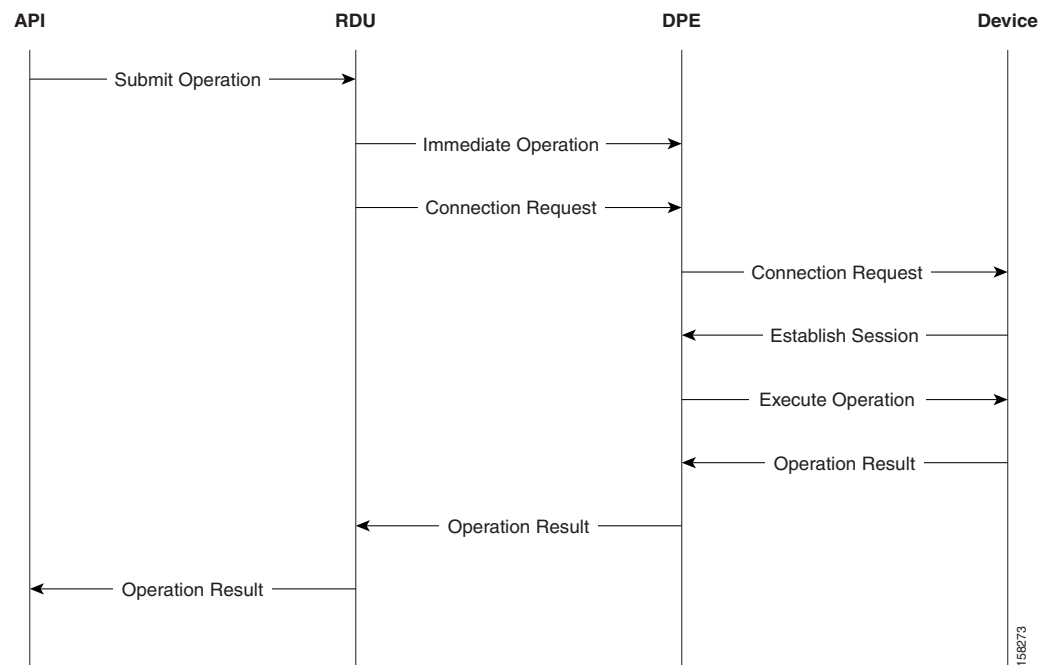 API
RDU
DPE
Device
Submit Operation
Immediate Operation
Connection Request
Connection Request
Establish Session
Execute Operation
Operation Result
Operation Result
Operation Result
158273